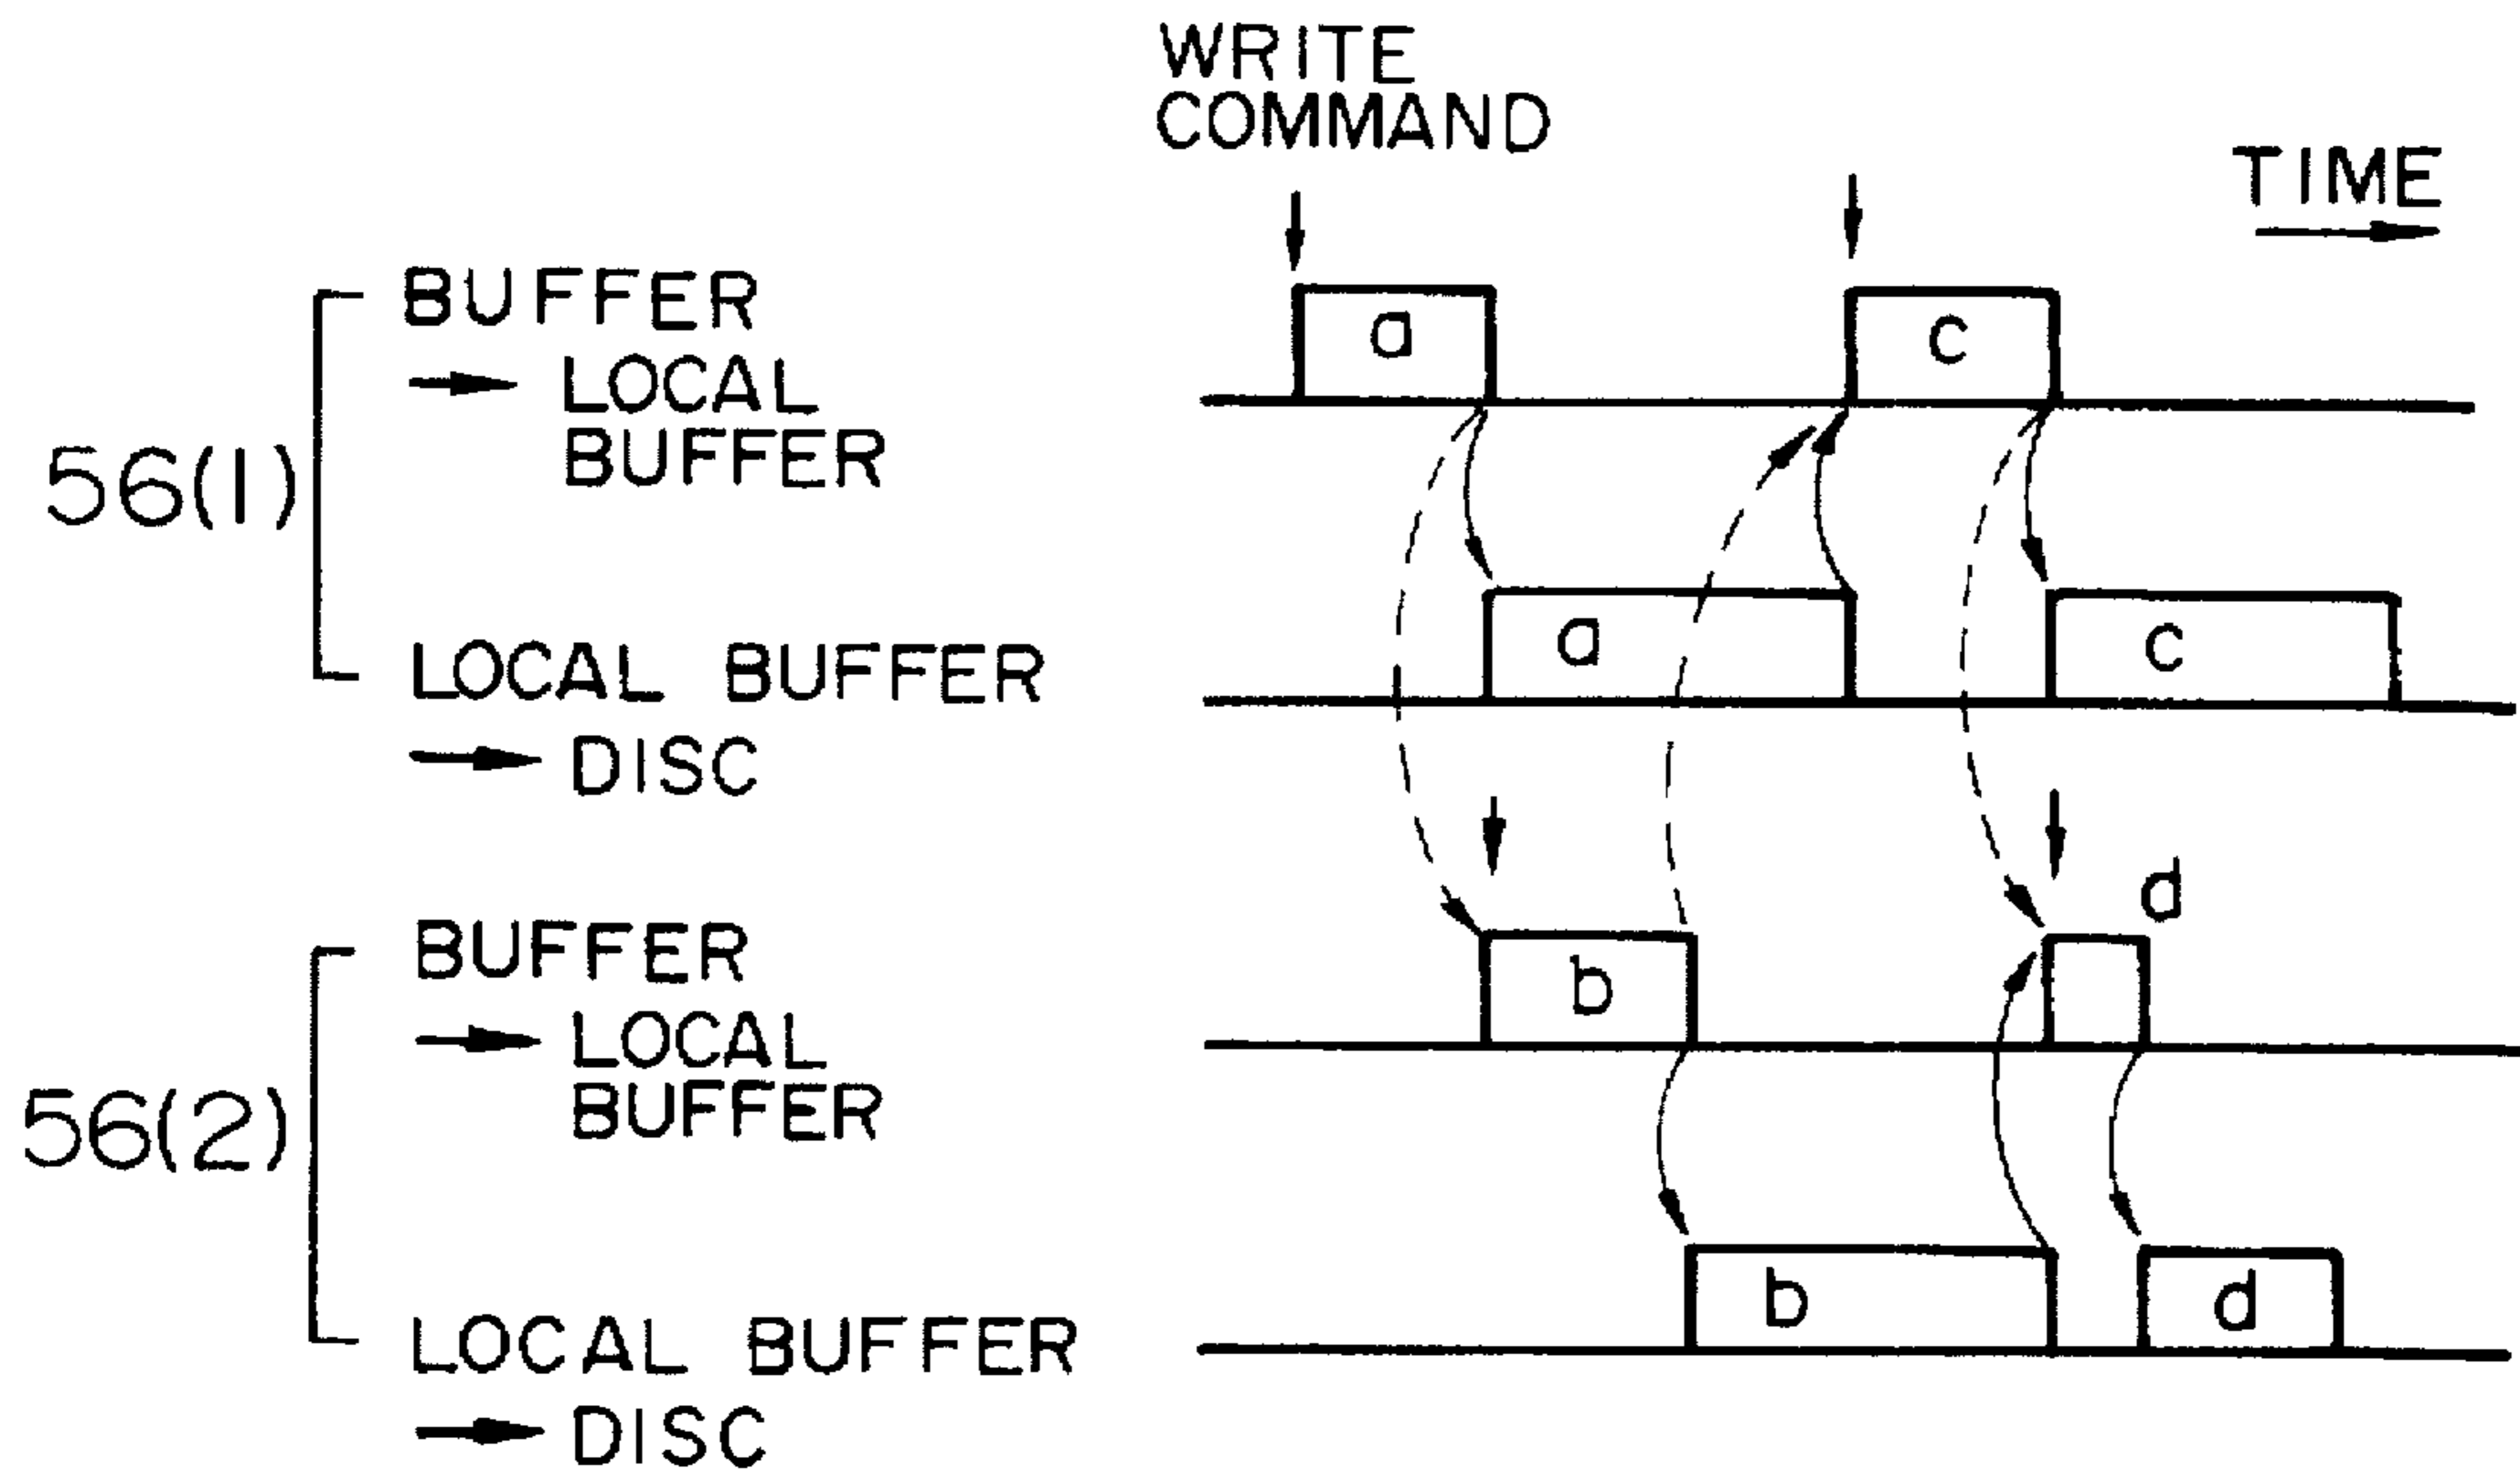 WRITE
COMMAND
TIME
BUFFER
LOCAL
BUFFER
a
c
56(1)
LOCAL BUFFER
a
c
DISC
d
BUFFER
b
LOCAL
BUFFER
56(2)
b
d
LOCAL BUFFER
DISC